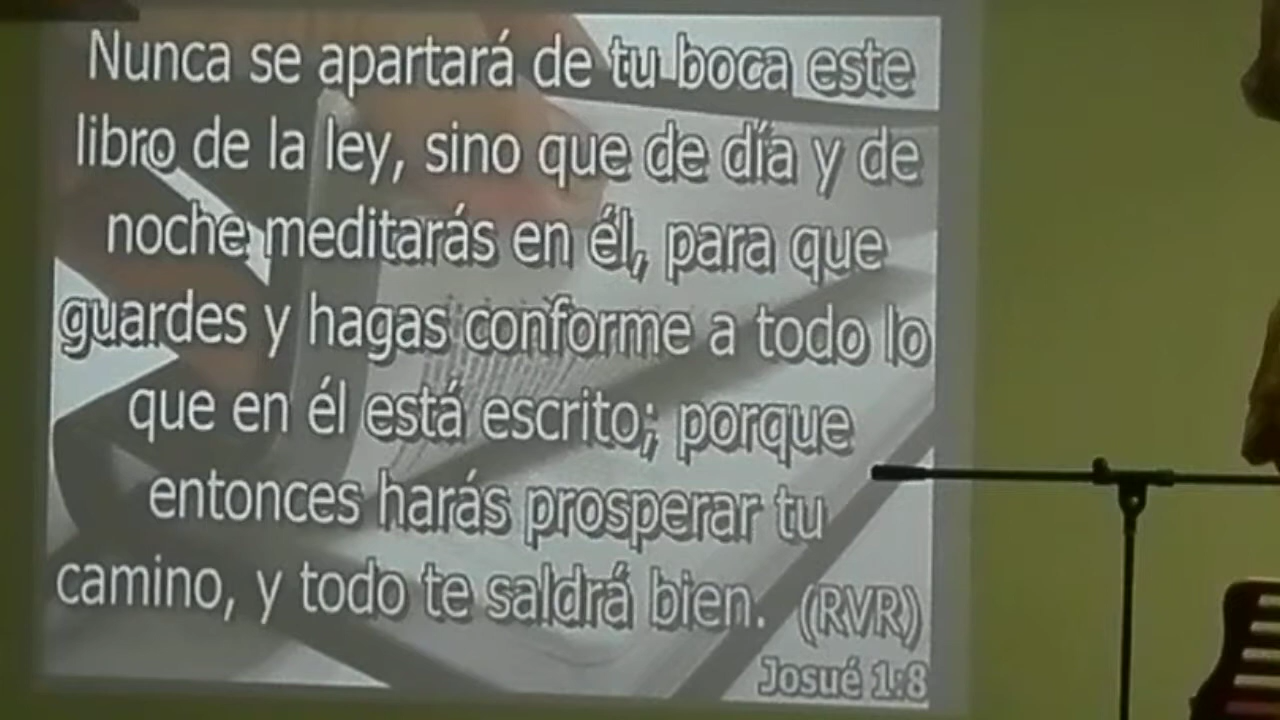 Nunca se apartará de tu boca este
libro de la ley, sino que de día y de
noche meditarás en él, para que
guardes y hagas conforme a todo lo
que en él está escrito; porque
entonces harás prosperar tu
camino, y todo te saldrá bien. (RVR)
Josué 1:8